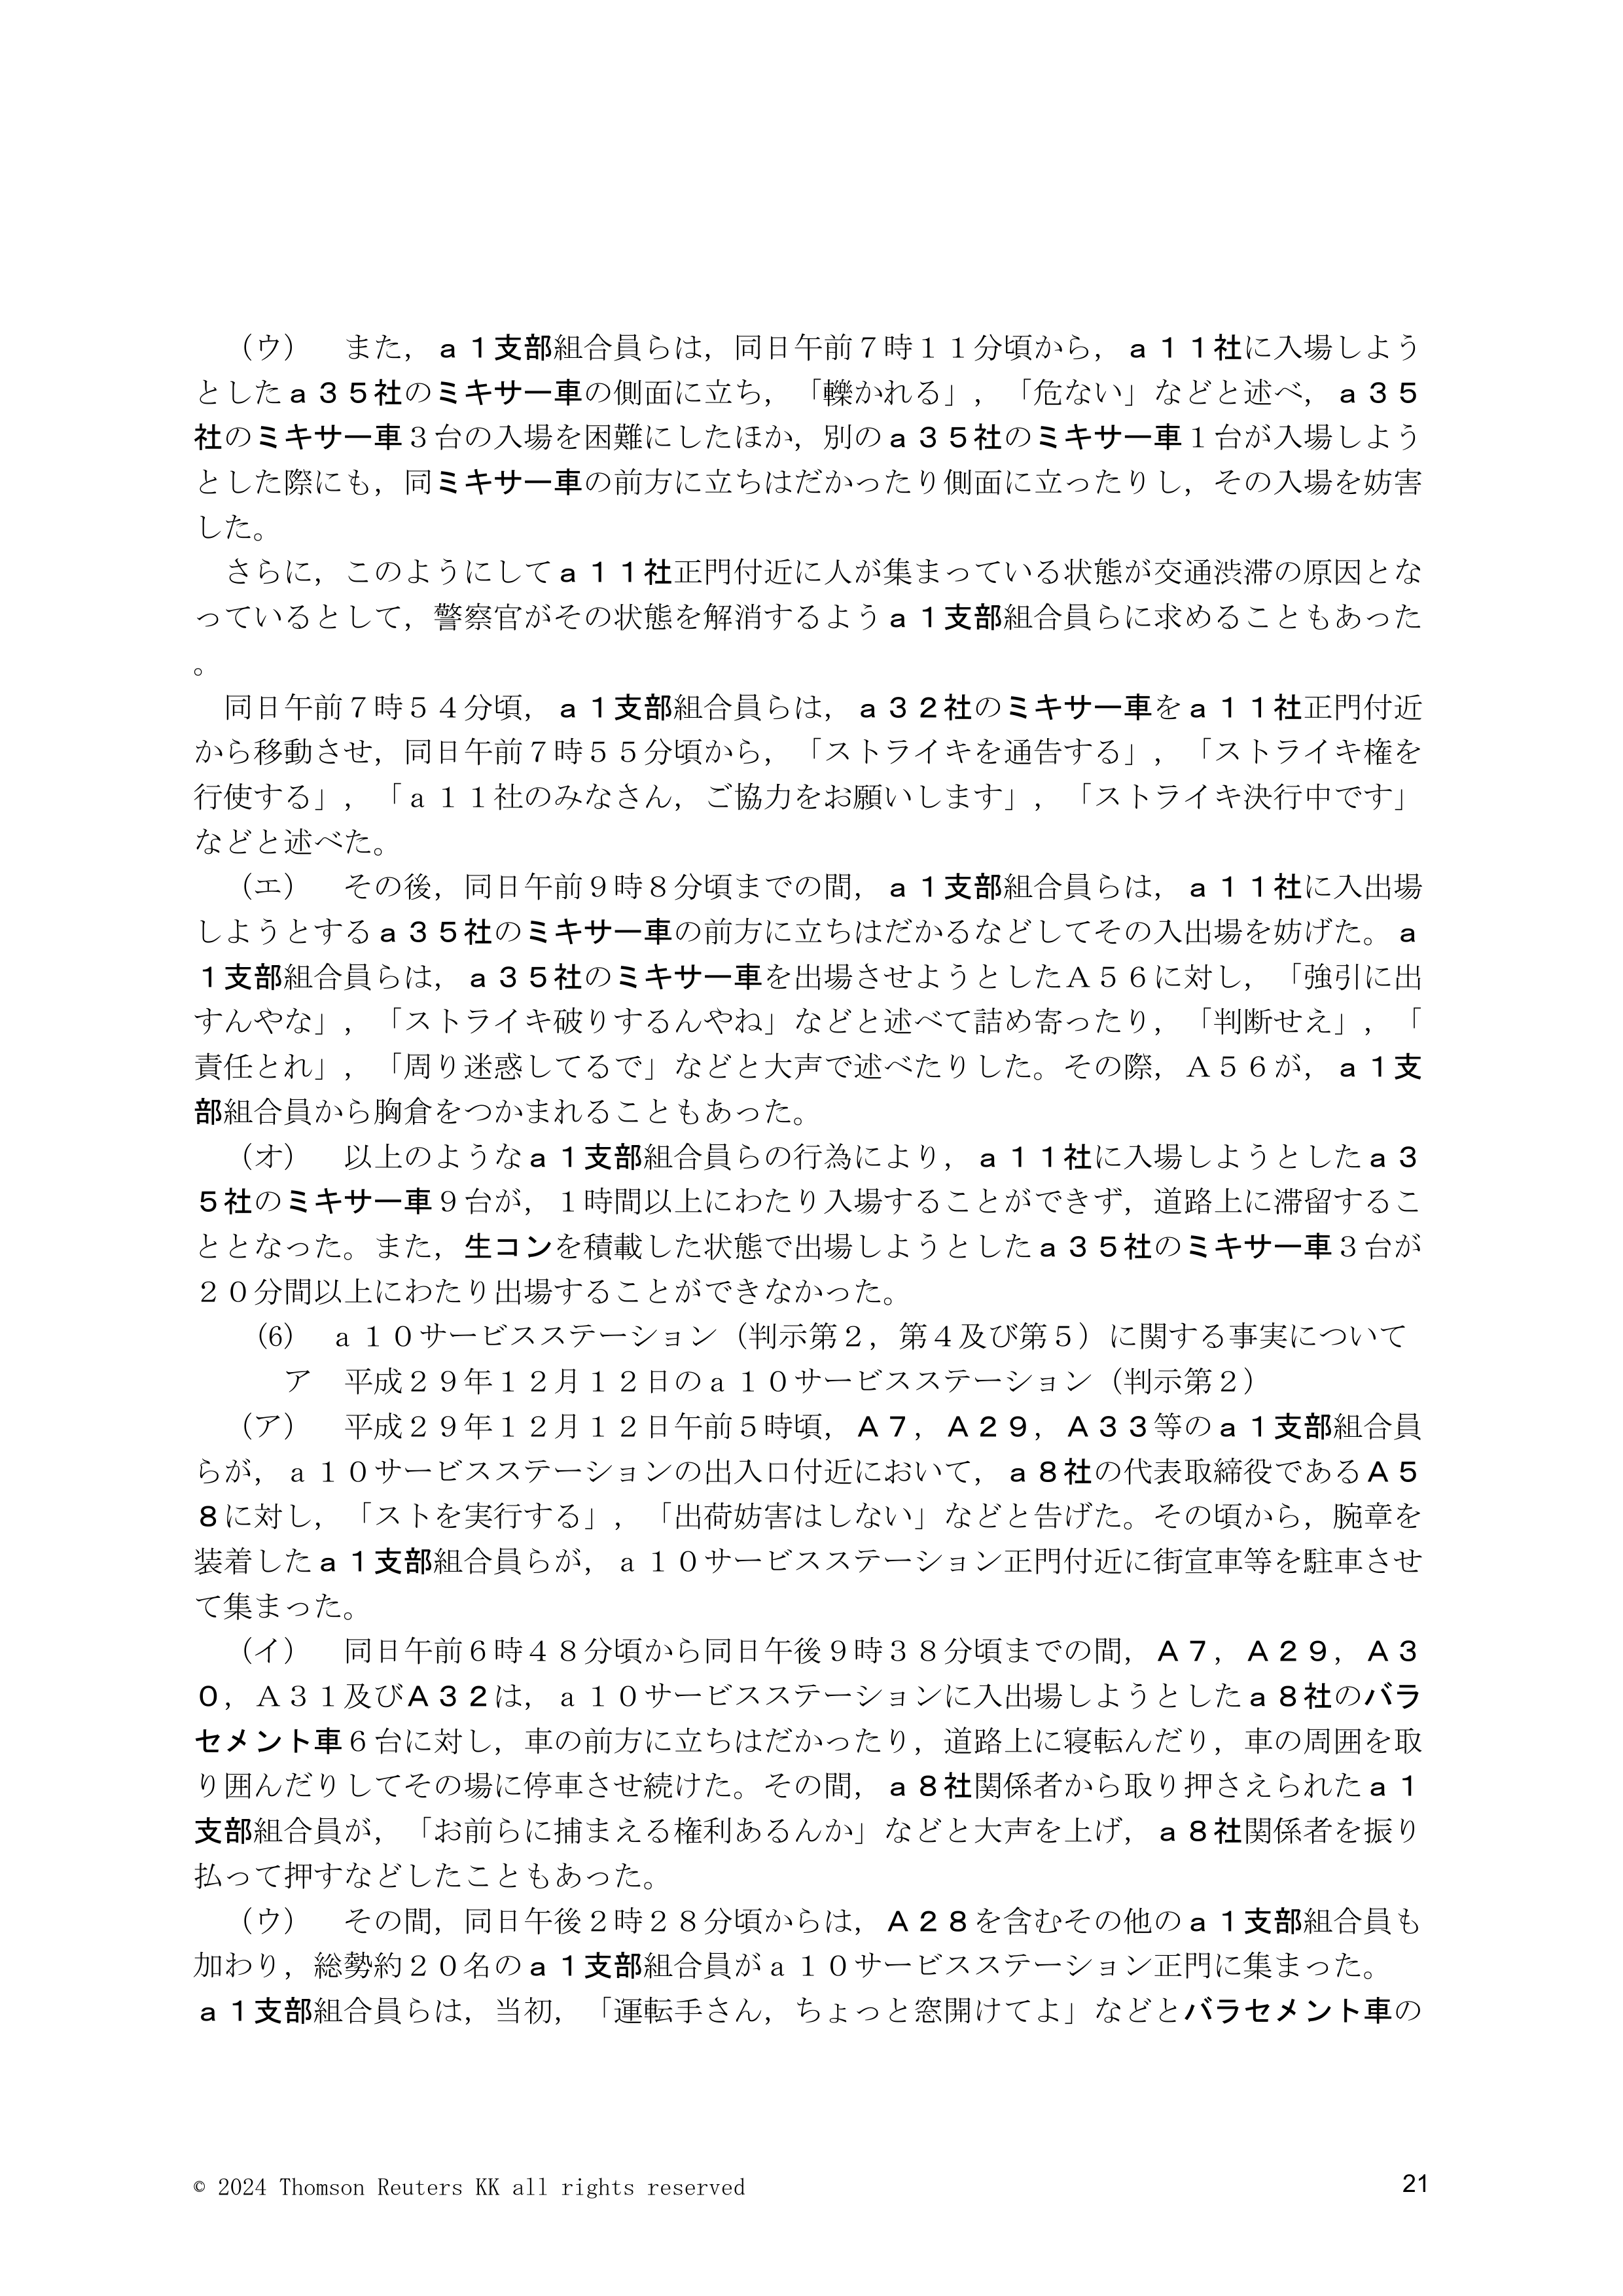 （ウ）　また，ａ１支部組合員らは，同日午前７時１１分頃から，ａ１１社に入場しよう
としたａ３５社のミキサー車の側面に立ち，「轢かれる」，「危ない」などと述べ，ａ３５
社のミキサー車３台の入場を困難にしたほか，別のａ３５社のミキサー車１台が入場しよう
とした際にも，同ミキサー車の前方に立ちはだかったり側面に立ったりし，その入場を妨害
した。
さらに，このようにしてａ１１社正門付近に人が集まっている状態が交通渋滞の原因とな
っているとして，警察官がその状態を解消するようａ１支部組合員らに求めることもあった
。
同日午前７時５４分頃，ａ１支部組合員らは，ａ３２社のミキサー車をａ１１社正門付近
から移動させ，同日午前７時５５分頃から，「ストライキを通告する」，「ストライキ権を
行使する」，「ａ１１社のみなさん，ご協力をお願いします」，「ストライキ決行中です」
などと述べた。
（エ）　その後，同日午前９時８分頃までの間，ａ１支部組合員らは，ａ１１社に入出場
しようとするａ３５社のミキサー車の前方に立ちはだかるなどしてその入出場を妨げた。ａ
１支部組合員らは，ａ３５社のミキサー車を出場させようとしたＡ５６に対し，「強引に出
すんやな」，「ストライキ破りするんやね」などと述べて詰め寄ったり，「判断せえ」，「
責任とれ」，「周り迷惑してるで」などと大声で述べたりした。その際，Ａ５６が，ａ１支
部組合員から胸倉をつかまれることもあった。
（オ）　以上のようなａ１支部組合員らの行為により，ａ１１社に入場しようとしたａ３
５社のミキサー車９台が，１時間以上にわたり入場することができず，道路上に滞留するこ
ととなった。また，生コンを積載した状態で出場しようとしたａ３５社のミキサー車３台が
２０分間以上にわたり出場することができなかった。
(6)　ａ１０サービスステーション（判示第２，第４及び第５）に関する事実について
ア　平成２９年１２月１２日のａ１０サービスステーション（判示第２）
（ア）　平成２９年１２月１２日午前５時頃，Ａ７，Ａ２９，Ａ３３等のａ１支部組合員
らが，ａ１０サービスステーションの出入口付近において，ａ８社の代表取締役であるＡ５
８に対し，「ストを実行する」，「出荷妨害はしない」などと告げた。その頃から，腕章を
装着したａ１支部組合員らが，ａ１０サービスステーション正門付近に街宣車等を駐車させ
て集まった。
（イ）　同日午前６時４８分頃から同日午後９時３８分頃までの間，Ａ７，Ａ２９，Ａ３
０，Ａ３１及びＡ３２は，ａ１０サービスステーションに入出場しようとしたａ８社のバラ
セメント車６台に対し，車の前方に立ちはだかったり，道路上に寝転んだり，車の周囲を取
り囲んだりしてその場に停車させ続けた。その間，ａ８社関係者から取り押さえられたａ１
支部組合員が，「お前らに捕まえる権利あるんか」などと大声を上げ，ａ８社関係者を振り
払って押すなどしたこともあった。
（ウ）　その間，同日午後２時２８分頃からは，Ａ２８を含むその他のａ１支部組合員も
加わり，総勢約２０名のａ１支部組合員がａ１０サービスステーション正門に集まった。
ａ１支部組合員らは，当初，「運転手さん，ちょっと窓開けてよ」などとバラセメント車の
© 2024 Thomson Reuters KK all rights reserved
21